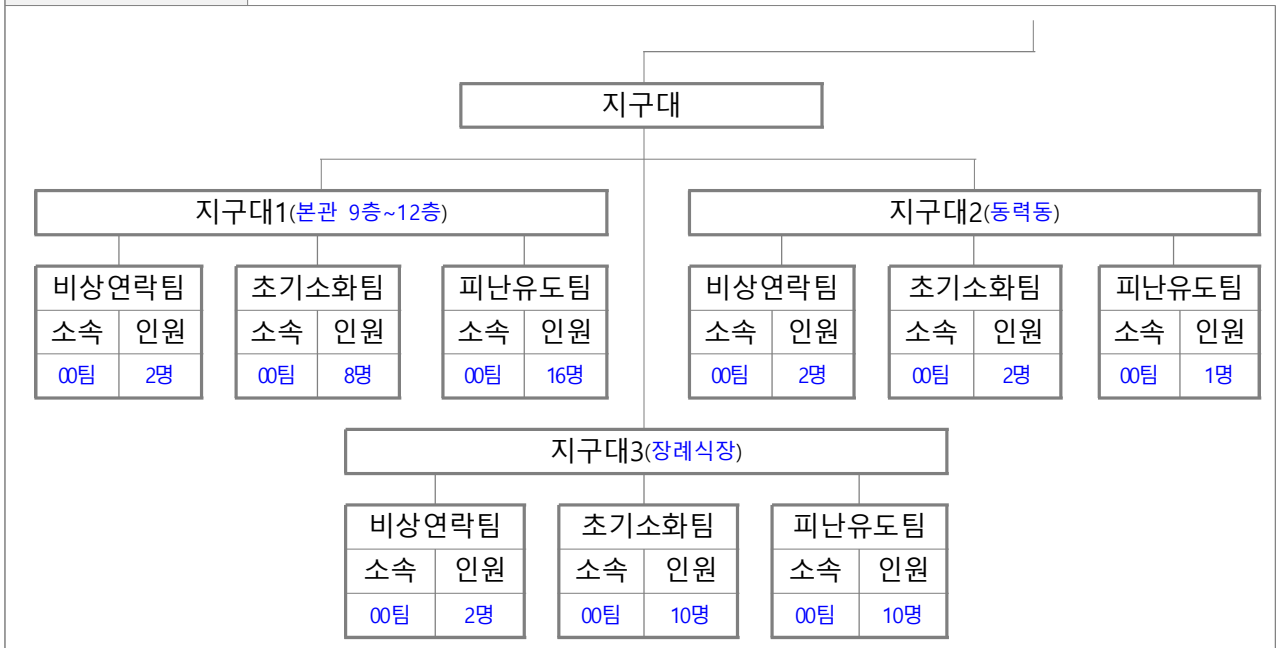 지구대
지구대1(본관 9층~12층)
지구대2(동력동)
비상연락팀 초기소화팀 피난유도팀 비상연락팀 초기소화팀 피난유도팀
소속 인원 소속 인원 소속 인원 소속 인원 소속 인원 소속 인원
00팀 2명 00팀 8명 00팀 16명 00팀 2명 00팀 2명 00팀 1명
지구대3(장례식장)
비상연락팀 초기소화팀 피난유도팀
소속 인원 소속 인원 소속 인원
00팀 2명 00팀 10명 00팀 10명